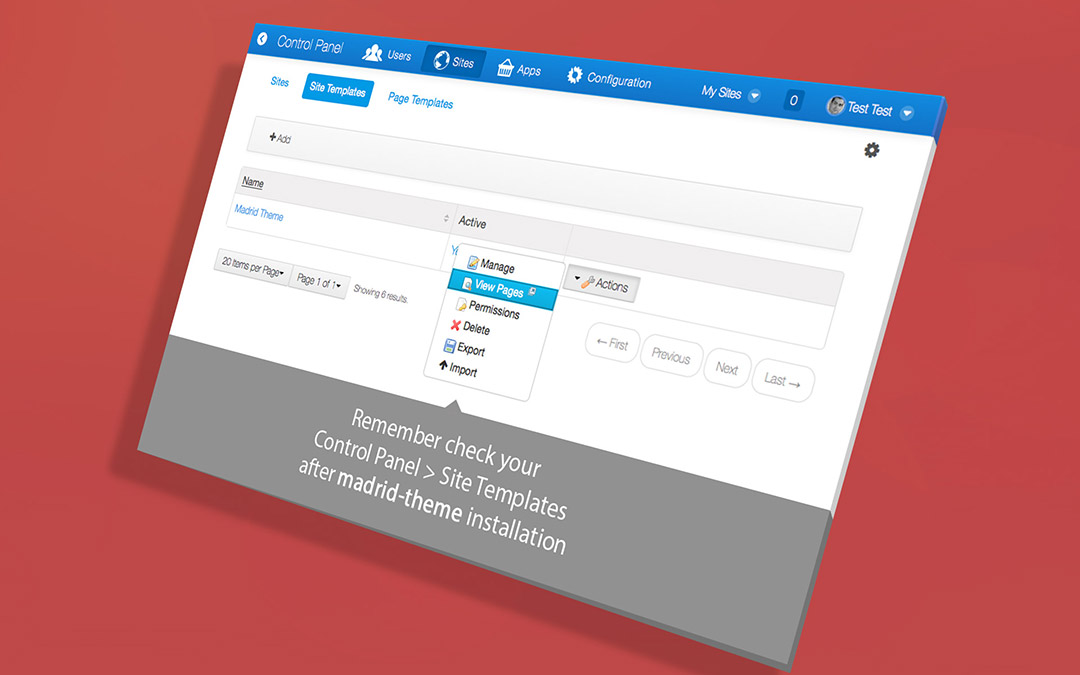 Control Panel Users Sites Apps Configuration My Sites 0 Test Test
Sites Site Templates Page Templates
+Add
Name Active
Madrid Theme
Manage Actions
View Pages
Permissions
Delete
Export
Import
20 Items per Page Page 1 of 1 Showing 6 results.
← First Previous Next Last →
Remember check your
Control Panel > Site Templates
after madrid-theme installation